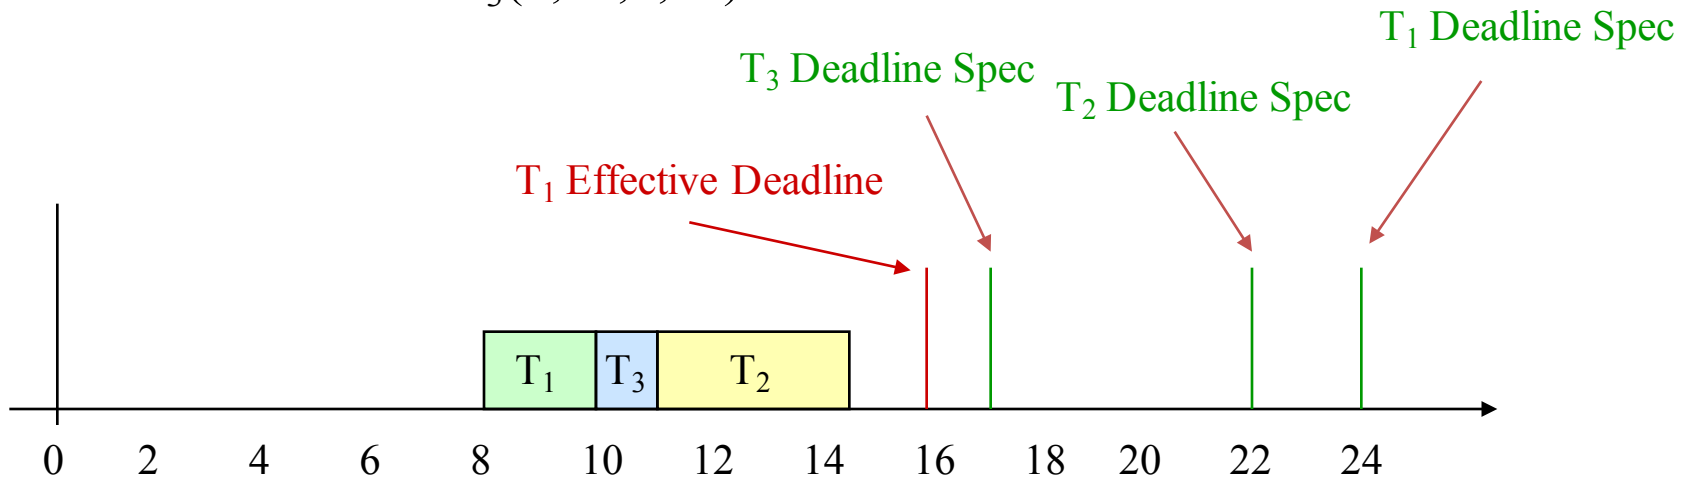 T₁ Deadline Spec
T₃ Deadline Spec
T₂ Deadline Spec
T₁ Effective Deadline
T₁ T₃ T₂
0 2 4 6 8 10 12 14 16 18 20 22 24